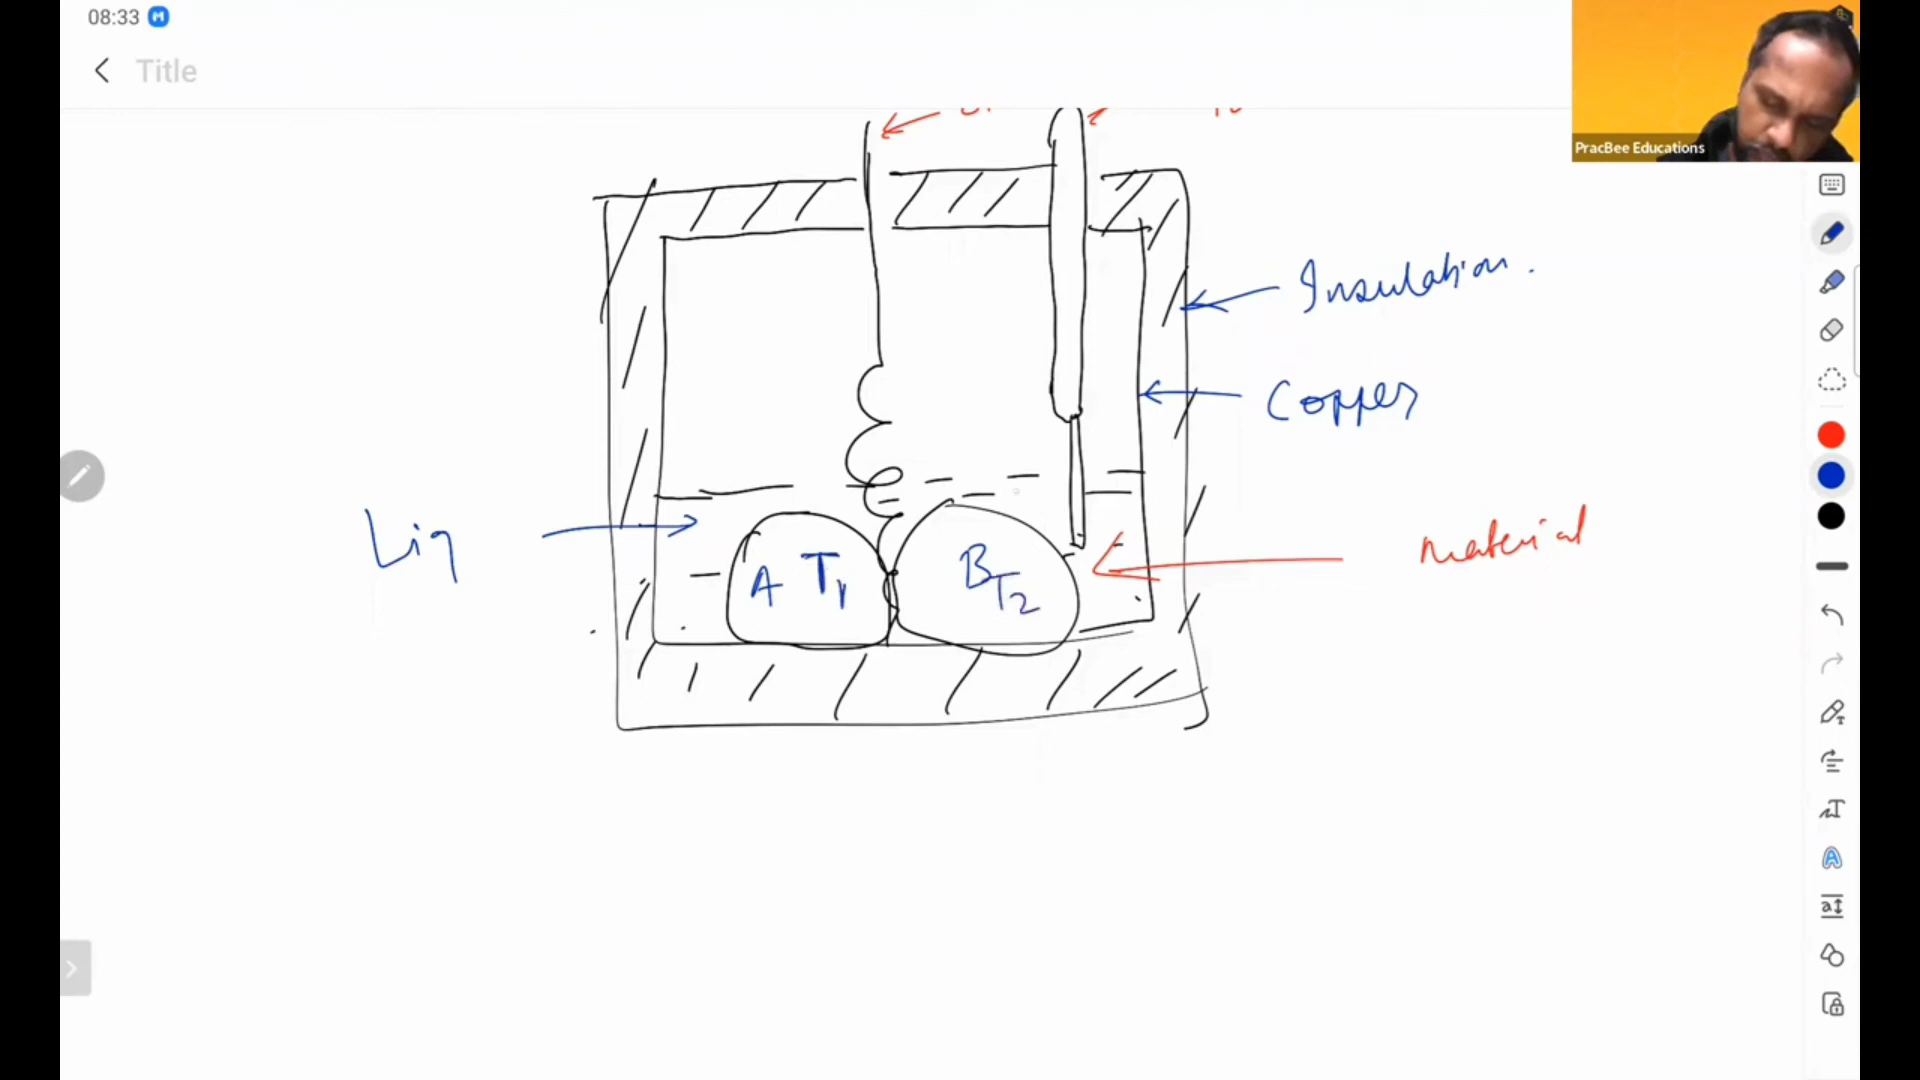 08:33
Title
PracBee Educations
Insulation.
Copper
Liq
material
A T1
B
T2